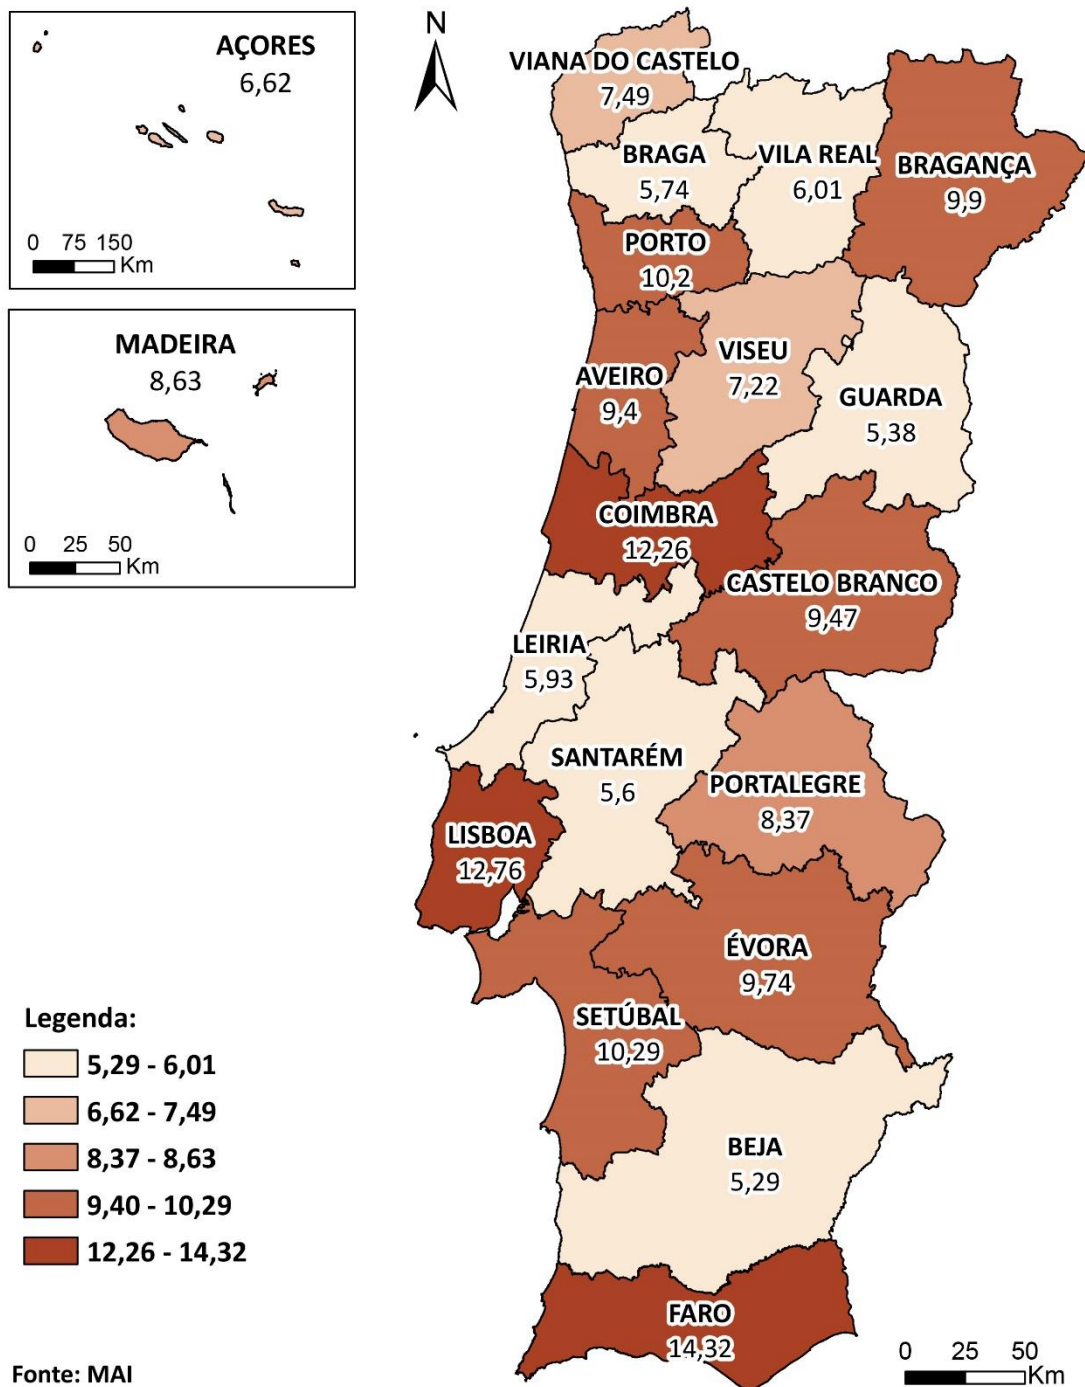 AÇORES
6,62
0 75 150
Km
MADEIRA
8,63
0 25 50
Km
N
VIANA DO CASTELO
7,49
BRAGA
5,74
VILA REAL
6,01
BRAGANÇA
9,9
PORTO
10,2
AVEIRO
9,4
VISEU
7,22
GUARDA
5,38
COIMBRA
12,26
CASTELO BRANCO
9,47
LEIRIA
5,93
SANTARÉM
5,6
PORTALEGRE
8,37
LISBOA
12,76
ÉVORA
9,74
SETÚBAL
10,29
BEJA
5,29
FARO
14,32
Legenda:
5,29 - 6,01
6,62 - 7,49
8,37 - 8,63
9,40 - 10,29
12,26 - 14,32
Fonte: MAI
0 25 50
Km